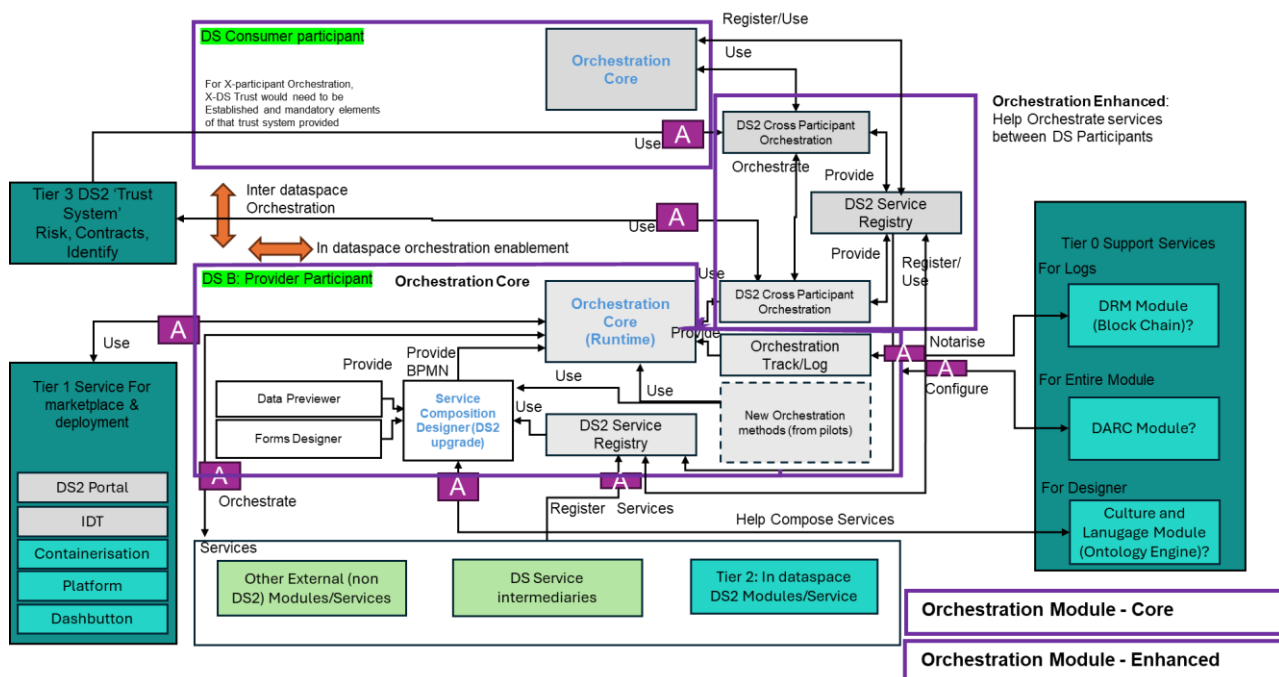 DS Consumer participant
For X-participant Orchestration,
X-DS Trust would need to be
Established and mandatory elements
of that trust system provided
Orchestration
Core
Register/Use
Use
Orchestration Enhanced:
Help Orchestrate services
between DS Participants
A
Use
DS2 Cross Participant
Orchestration
Orchestrate
Provide
DS2 Service
Registry
Provide
Register/
Use
Tier 3 DS2 ‘Trust
System’
Risk, Contracts,
Identify
Inter dataspace
Orchestration
In dataspace orchestration enablement
A
Use
DS2 Cross Participant
Orchestration
Use
DS B: Provider Participant
Orchestration Core
Orchestration
Core
(Runtime)
Provide
Orchestration
Track/Log
A
Notarise
A
Configure
A
Use
Tier 1 Service For
marketplace &
deployment
DS2 Portal
IDT
Containerisation
Platform
Dashbutton
Provide
Provide
BPMN
Data Previewer
Forms Designer
Service
Composition
Designer(DS2
upgrade)
Use
Use
Use
DS2 Service
Registry
New Orchestration
methods (from pilots)
A
Orchestrate
A
A
Register
Services
Help Compose Services
Services
Other External (non
DS2) Modules/Services
DS Service
intermediaries
Tier 2: In dataspace
DS2 Modules/Service
Tier 0 Support Services
For Logs
DRM Module
(Block Chain)?
For Entire Module
DARC Module?
For Designer
Culture and
Lanugage Module
(Ontology Engine)?
Orchestration Module - Core
Orchestration Module - Enhanced